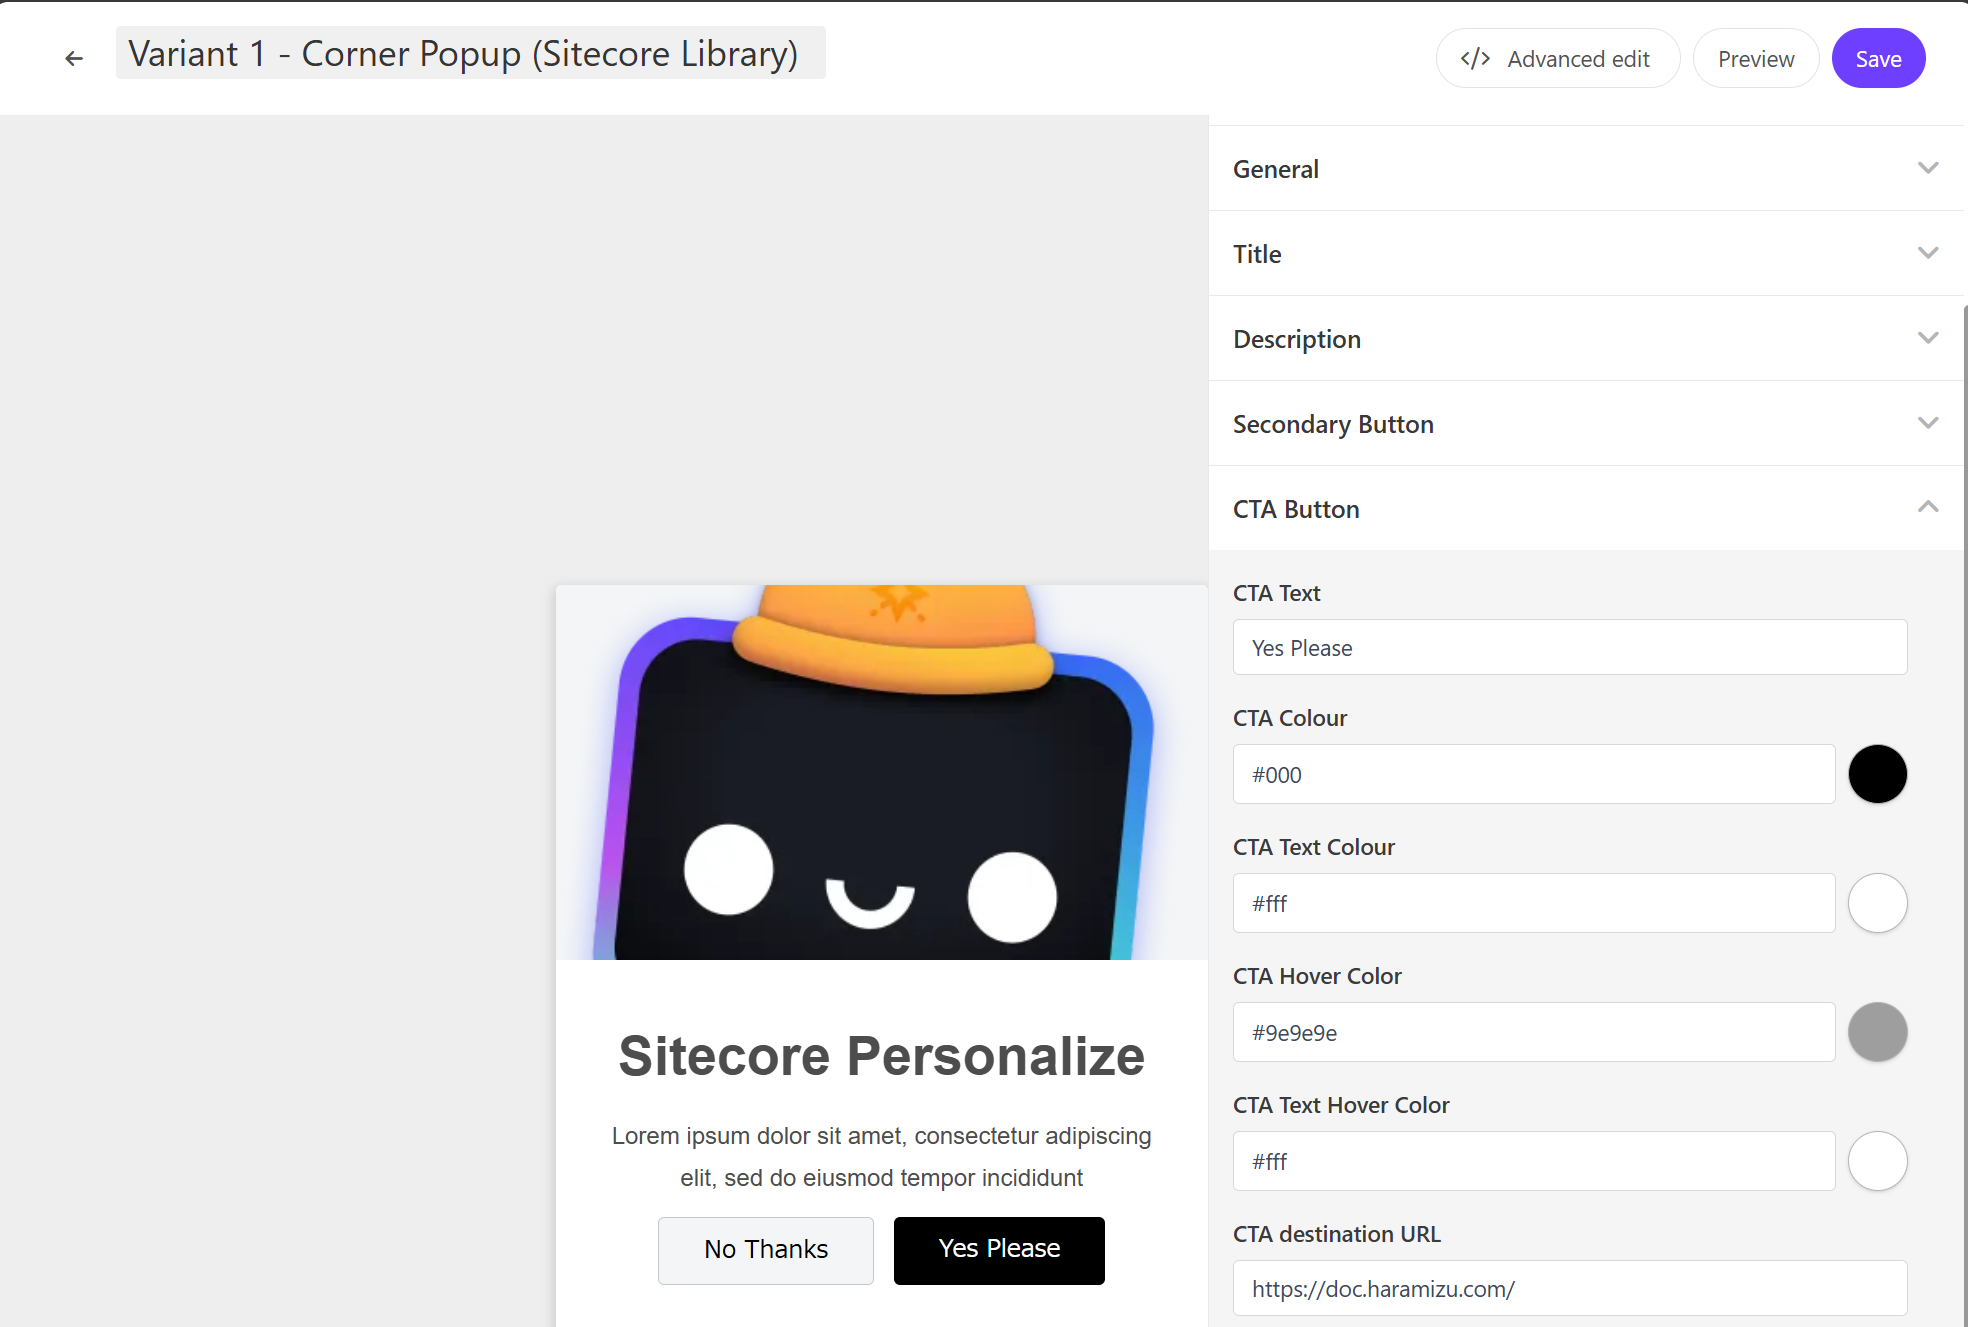 Variant 1 - Corner Popup (Sitecore Library)
</> Advanced edit
Preview
Save
General
Title
Description
Secondary Button
CTA Button
CTA Text
Yes Please
CTA Colour
#000
CTA Text Colour
#fff
CTA Hover Color
#9e9e9e
CTA Text Hover Color
#fff
CTA destination URL
https://doc.haramizu.com/
Sitecore Personalize
Lorem ipsum dolor sit amet, consectetur adipiscing
elit, sed do eiusmod tempor incididunt
No Thanks
Yes Please